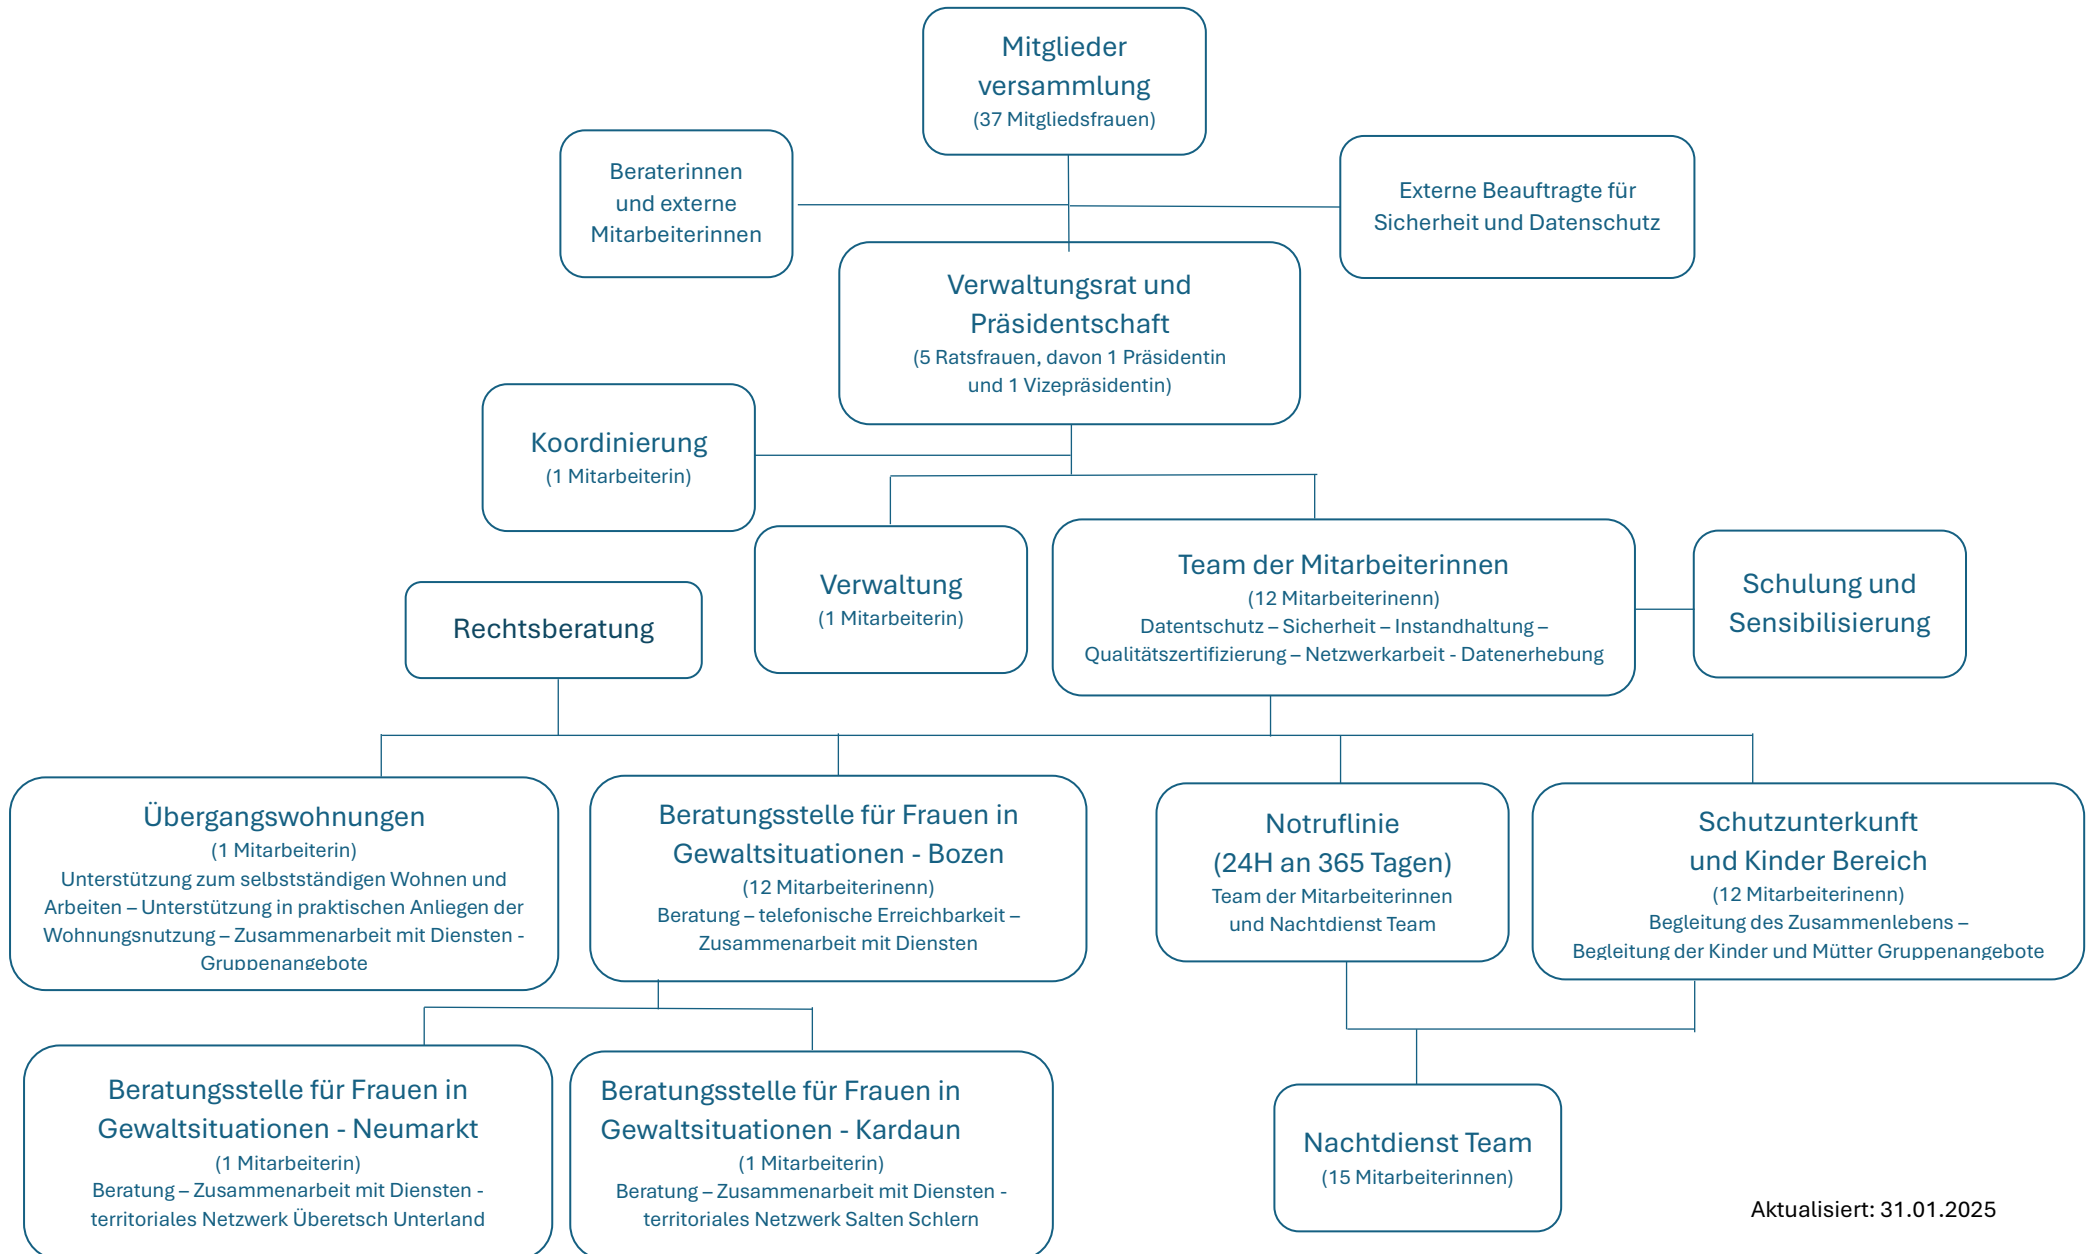 Mitglieder
versammlung
(37 Mitgliedsfrauen)
Beraterinnen
und externe
Mitarbeiterinnen
Externe Beauftragte für
Sicherheit und Datenschutz
Verwaltungsrat und
Präsidentschaft
(5 Ratsfrauen, davon 1 Präsidentin
und 1 Vizepräsidentin)
Koordinierung
(1 Mitarbeiterin)
Verwaltung
(1 Mitarbeiterin)
Team der Mitarbeiterinnen
(12 Mitarbeiterinenn)
Datentschutz – Sicherheit – Instandhaltung –
Qualitätszertifizierung – Netzwerkarbeit - Datenerhebung
Schulung und
Sensibilisierung
Rechtsberatung
Übergangswohnungen
(1 Mitarbeiterin)
Unterstützung zum selbstständigen Wohnen und
Arbeiten – Unterstützung in praktischen Anliegen der
Wohnungsnutzung – Zusammenarbeit mit Diensten -
Gruppenangebote
Beratungsstelle für Frauen in
Gewaltsituationen - Bozen
(12 Mitarbeiterinenn)
Beratung – telefonische Erreichbarkeit –
Zusammenarbeit mit Diensten
Notruflinie
(24H an 365 Tagen)
Team der Mitarbeiterinnen
und Nachtdienst Team
Schutzunterkunft
und Kinder Bereich
(12 Mitarbeiterinenn)
Begleitung des Zusammenlebens –
Begleitung der Kinder und Mütter Gruppenangebote
Beratungsstelle für Frauen in
Gewaltsituationen - Neumarkt
(1 Mitarbeiterin)
Beratung – Zusammenarbeit mit Diensten -
territoriales Netzwerk Überetsch Unterland
Beratungsstelle für Frauen in
Gewaltsituationen - Kardaun
(1 Mitarbeiterin)
Beratung – Zusammenarbeit mit Diensten -
territoriales Netzwerk Salten Schlern
Nachtdienst Team
(15 Mitarbeiterinnen)
Aktualisiert: 31.01.2025